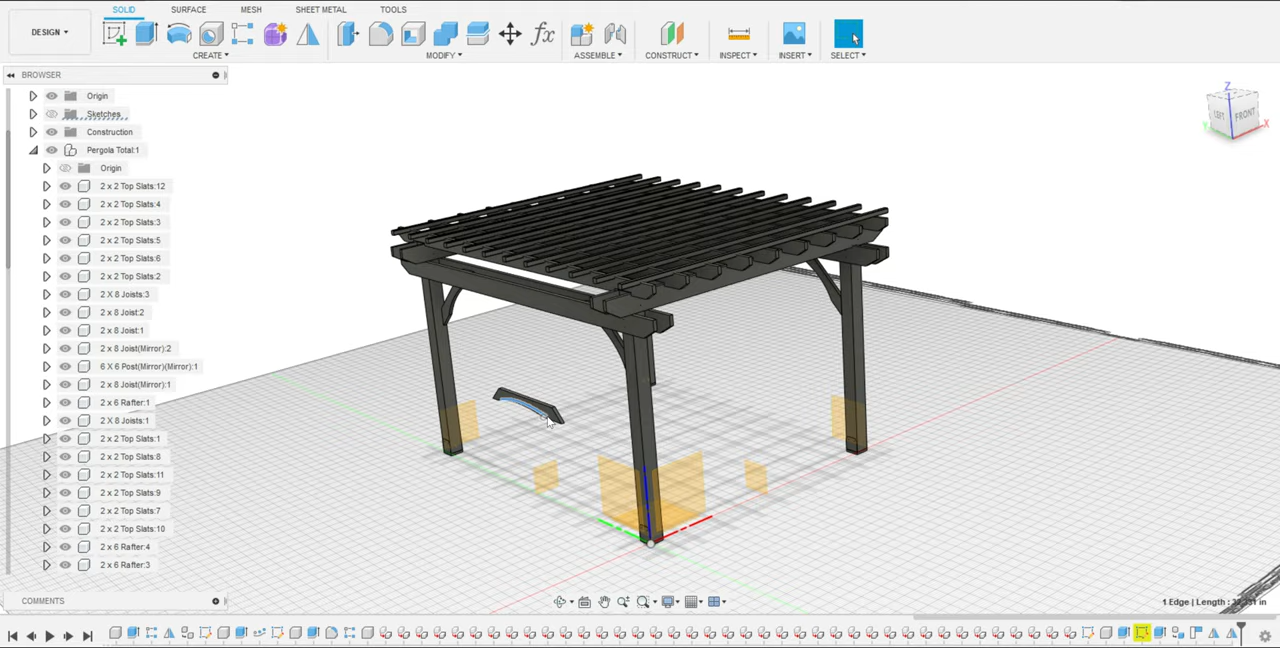 SOLID SURFACE MESH SHEET METAL TOOLS
DESIGN
CREATE MODIFY ASSEMBLE CONSTRUCT INSPECT INSERT SELECT
BROWSER
Origin
Sketches
Construction
Pergola Total:1
Origin
2 x 2 Top Slats:12
2 x 2 Top Slats:4
2 x 2 Top Slats:3
2 x 2 Top Slats:5
2 x 2 Top Slats:6
2 x 2 Top Slats:2
2 X 8 Joists:3
2 x 8 Joist:2
2 x 8 Joist:1
2 x 8 Joist(Mirror):2
6 X 6 Post(Mirror)(Mirror):1
2 x 8 Joist(Mirror):1
2 x 6 Rafter:1
2 X 8 Joists:1
2 x 2 Top Slats:1
2 x 2 Top Slats:8
2 x 2 Top Slats:11
2 x 2 Top Slats:9
2 x 2 Top Slats:7
2 x 2 Top Slats:10
2 x 6 Rafter:4
2 x 6 Rafter:3
Z
LEFT FRONT
X
Y
COMMENTS
1 Edge | Length :